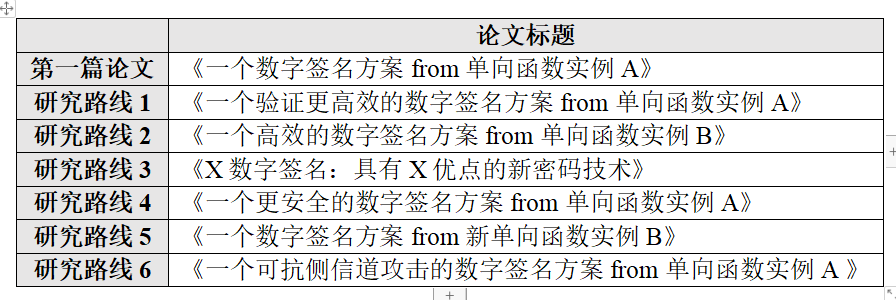 论文标题
第一篇论文 《一个数字签名方案 from 单向函数实例 A》
研究路线 1 《一个验证更高效的数字签名方案 from 单向函数实例 A》
研究路线 2 《一个高效的数字签名方案 from 单向函数实例 B》
研究路线 3 《X 数字签名：具有 X 优点的新密码技术》
研究路线 4 《一个更安全的数字签名方案 from 单向函数实例 A》
研究路线 5 《一个数字签名方案 from 新单向函数实例 B》
研究路线 6 《一个可抗侧信道攻击的数字签名方案 from 单向函数实例 A 》